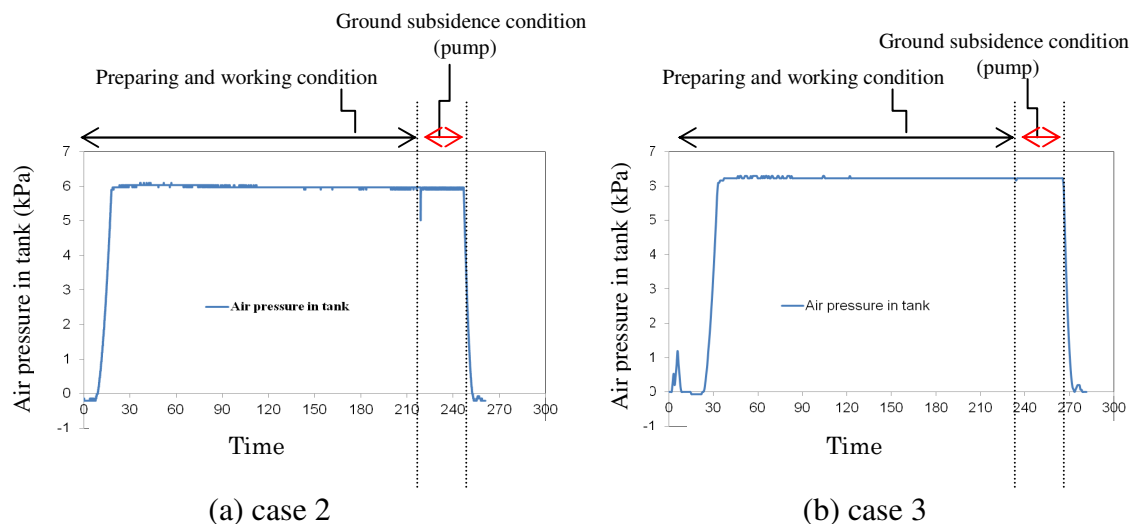 Ground subsidence condition
(pump)
Preparing and working condition
7
6
5
4
3
2
1
0
-1
Air pressure in tank (kPa)
Air pressure in tank
0 30 60 90 120 150 180 210 240 270 300
Time
(a) case 2
Ground subsidence condition
(pump)
Preparing and working condition
7
6
5
4
3
2
1
0
-1
Air pressure in tank (kPa)
Air pressure in tank
0 30 60 90 120 150 180 210 240 270 300
Time
(b) case 3